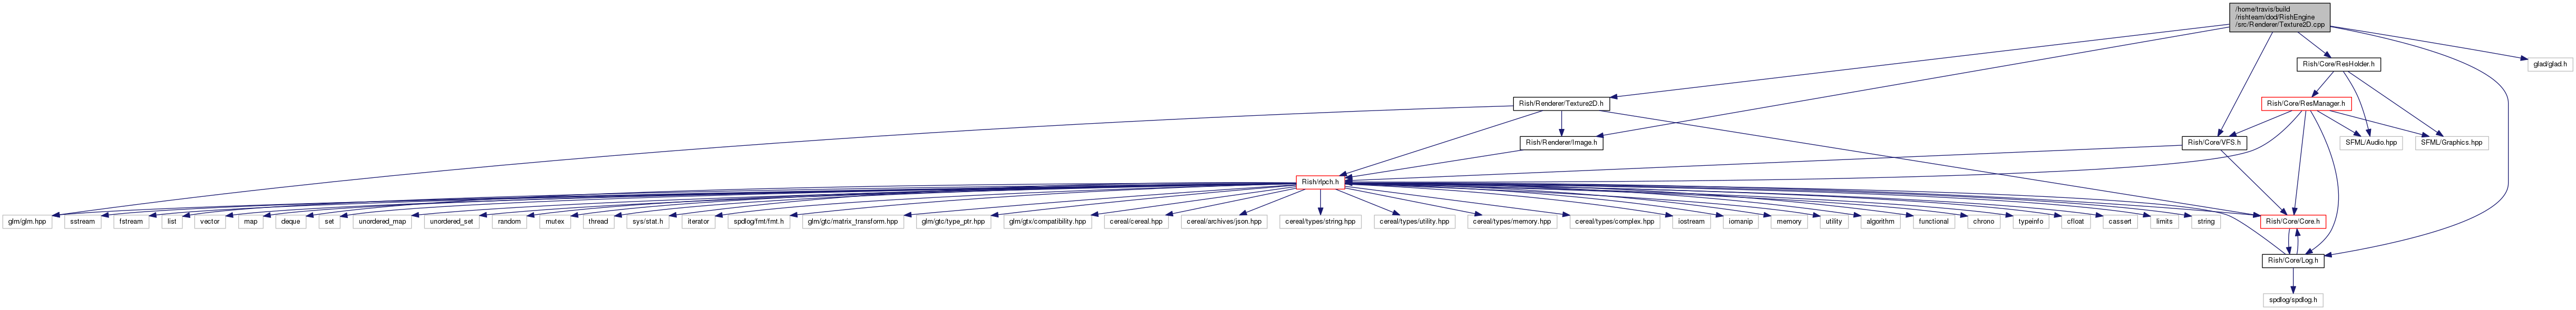 /home/travis/build
/rishteam/dod/RishEngine
/src/Renderer/Texture2D.cpp
Rish/Core/ResHolder.h
glad/glad.h
Rish/Renderer/Texture2D.h
Rish/Core/ResManager.h
Rish/Renderer/Image.h
Rish/Core/VFS.h
SFML/Audio.hpp
SFML/Graphics.hpp
Rish/rlpch.h
glm/glm.hpp
sstream
fstream
list
vector
map
deque
set
unordered_map
unordered_set
random
mutex
thread
sys/stat.h
iterator
spdlog/fmt/fmt.h
glm/gtc/matrix_transform.hpp
glm/gtc/type_ptr.hpp
glm/gtx/compatibility.hpp
cereal/cereal.hpp
cereal/archives/json.hpp
cereal/types/string.hpp
cereal/types/utility.hpp
cereal/types/memory.hpp
cereal/types/complex.hpp
iostream
iomanip
memory
utility
algorithm
functional
chrono
typeinfo
cfloat
cassert
limits
string
Rish/Core/Core.h
Rish/Core/Log.h
spdlog/spdlog.h